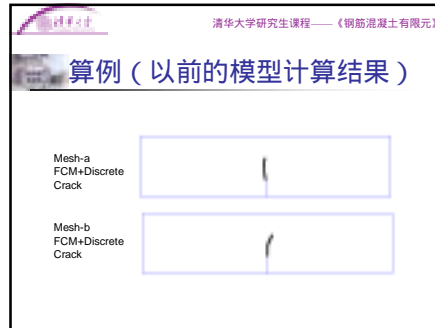 清华大学研究生课程——《钢筋混凝土有限元》
算例（以前的模型计算结果）
Mesh-a
FCM+Discrete
Crack
Mesh-b
FCM+Discrete
Crack